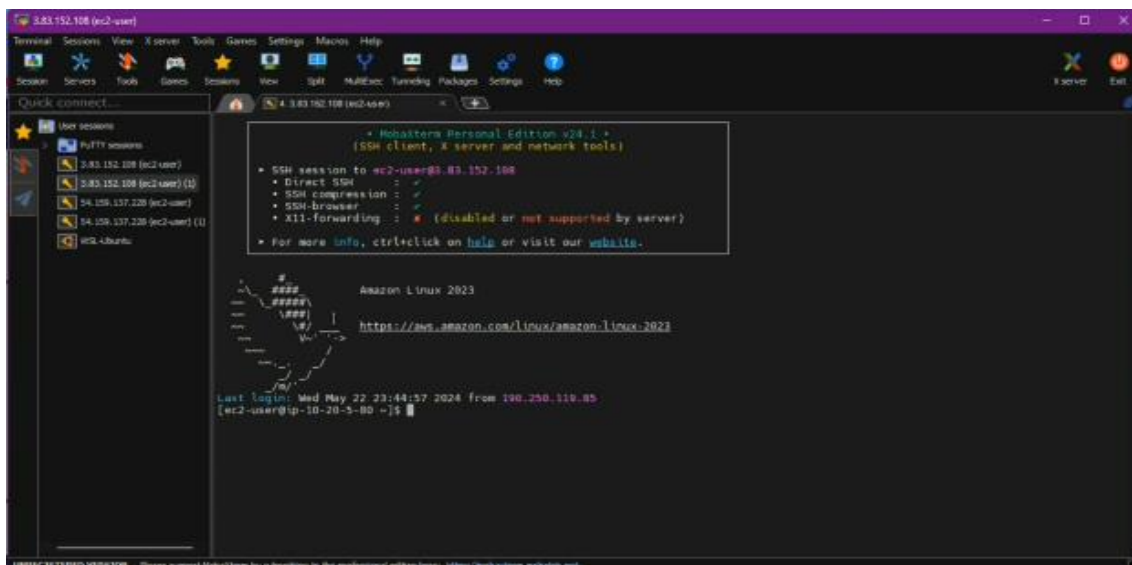 3.83.152.108 (ec2-user)
Terminal Sessions View X server Tools Games Settings Macros Help
Session Servers Tools Games Sessions View Split MultiExec Tunneling Packages Settings Help X server Exit
Quick connect... 4. 3.83.152.108 (ec2-user)
User sessions
PuTTY sessions
3.83.152.108 (ec2-user)
3.83.152.108 (ec2-user) (1)
54.159.137.228 (ec2-user)
54.159.137.228 (ec2-user) (1)
WSL-Ubuntu
• MobaXterm Personal Edition v24.1 •
(SSH client, X server and network tools)
► SSH session to ec2-user@3.83.152.108
• Direct SSH : ✓
• SSH compression : ✓
• SSH-browser : ✓
• X11-forwarding : ✗ (disabled or not supported by server)
► For more info, ctrl+click on help or visit our website.
Amazon Linux 2023
https://aws.amazon.com/linux/amazon-linux-2023
Last login: Wed May 22 23:44:57 2024 from 190.250.119.85
[ec2-user@ip-10-20-5-80 ~]$
UNREGISTERED VERSION